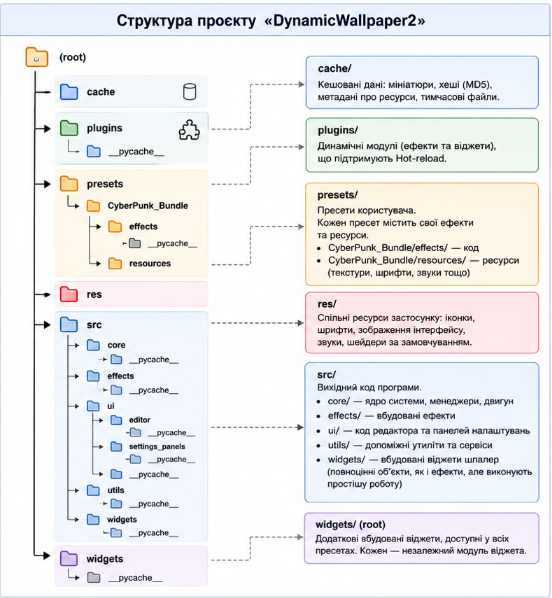 Структура проєкту «DynamicWallpaper2»
(root)
cache
plugins
__pycache__
presets
CyberPunk_Bundle
effects
__pycache__
resources
res
src
core
__pycache__
effects
__pycache__
ui
editor
__pycache__
settings_panels
__pycache__
utils
__pycache__
widgets
__pycache__
widgets
__pycache__
cache/
Кешовані дані: мініатюри, хеші (MD5),
метадані про ресурси, тимчасові файли.
plugins/
Динамічні модулі (ефекти та віджети),
що підтримують Hot-reload.
presets/
Пресети користувача.
Кожен пресет містить свої ефекти
та ресурси.
• CyberPunk_Bundle/effects/ — код
• CyberPunk_Bundle/resources/ — ресурси
(текстури, шрифти, звуки тощо)
res/
Спільні ресурси застосунку: іконки,
шрифти, зображення інтерфейсу,
звуки, шейдери за замовчуванням.
src/
Вихідний код програми.
• core/ — ядро системи, менеджери, двигун
• effects/ — вбудовані ефекти
• ui/ — код редактора та панелей налаштувань
• utils/ — допоміжні утиліти та сервіси
• widgets/ — вбудовані віджети шпалер
(повноцінні об'єкти, як і ефекти, але виконують
простішу роботу)
widgets/ (root)
Додаткові вбудовані віджети, доступні у всіх
пресетах. Кожен — незалежний модуль віджета.